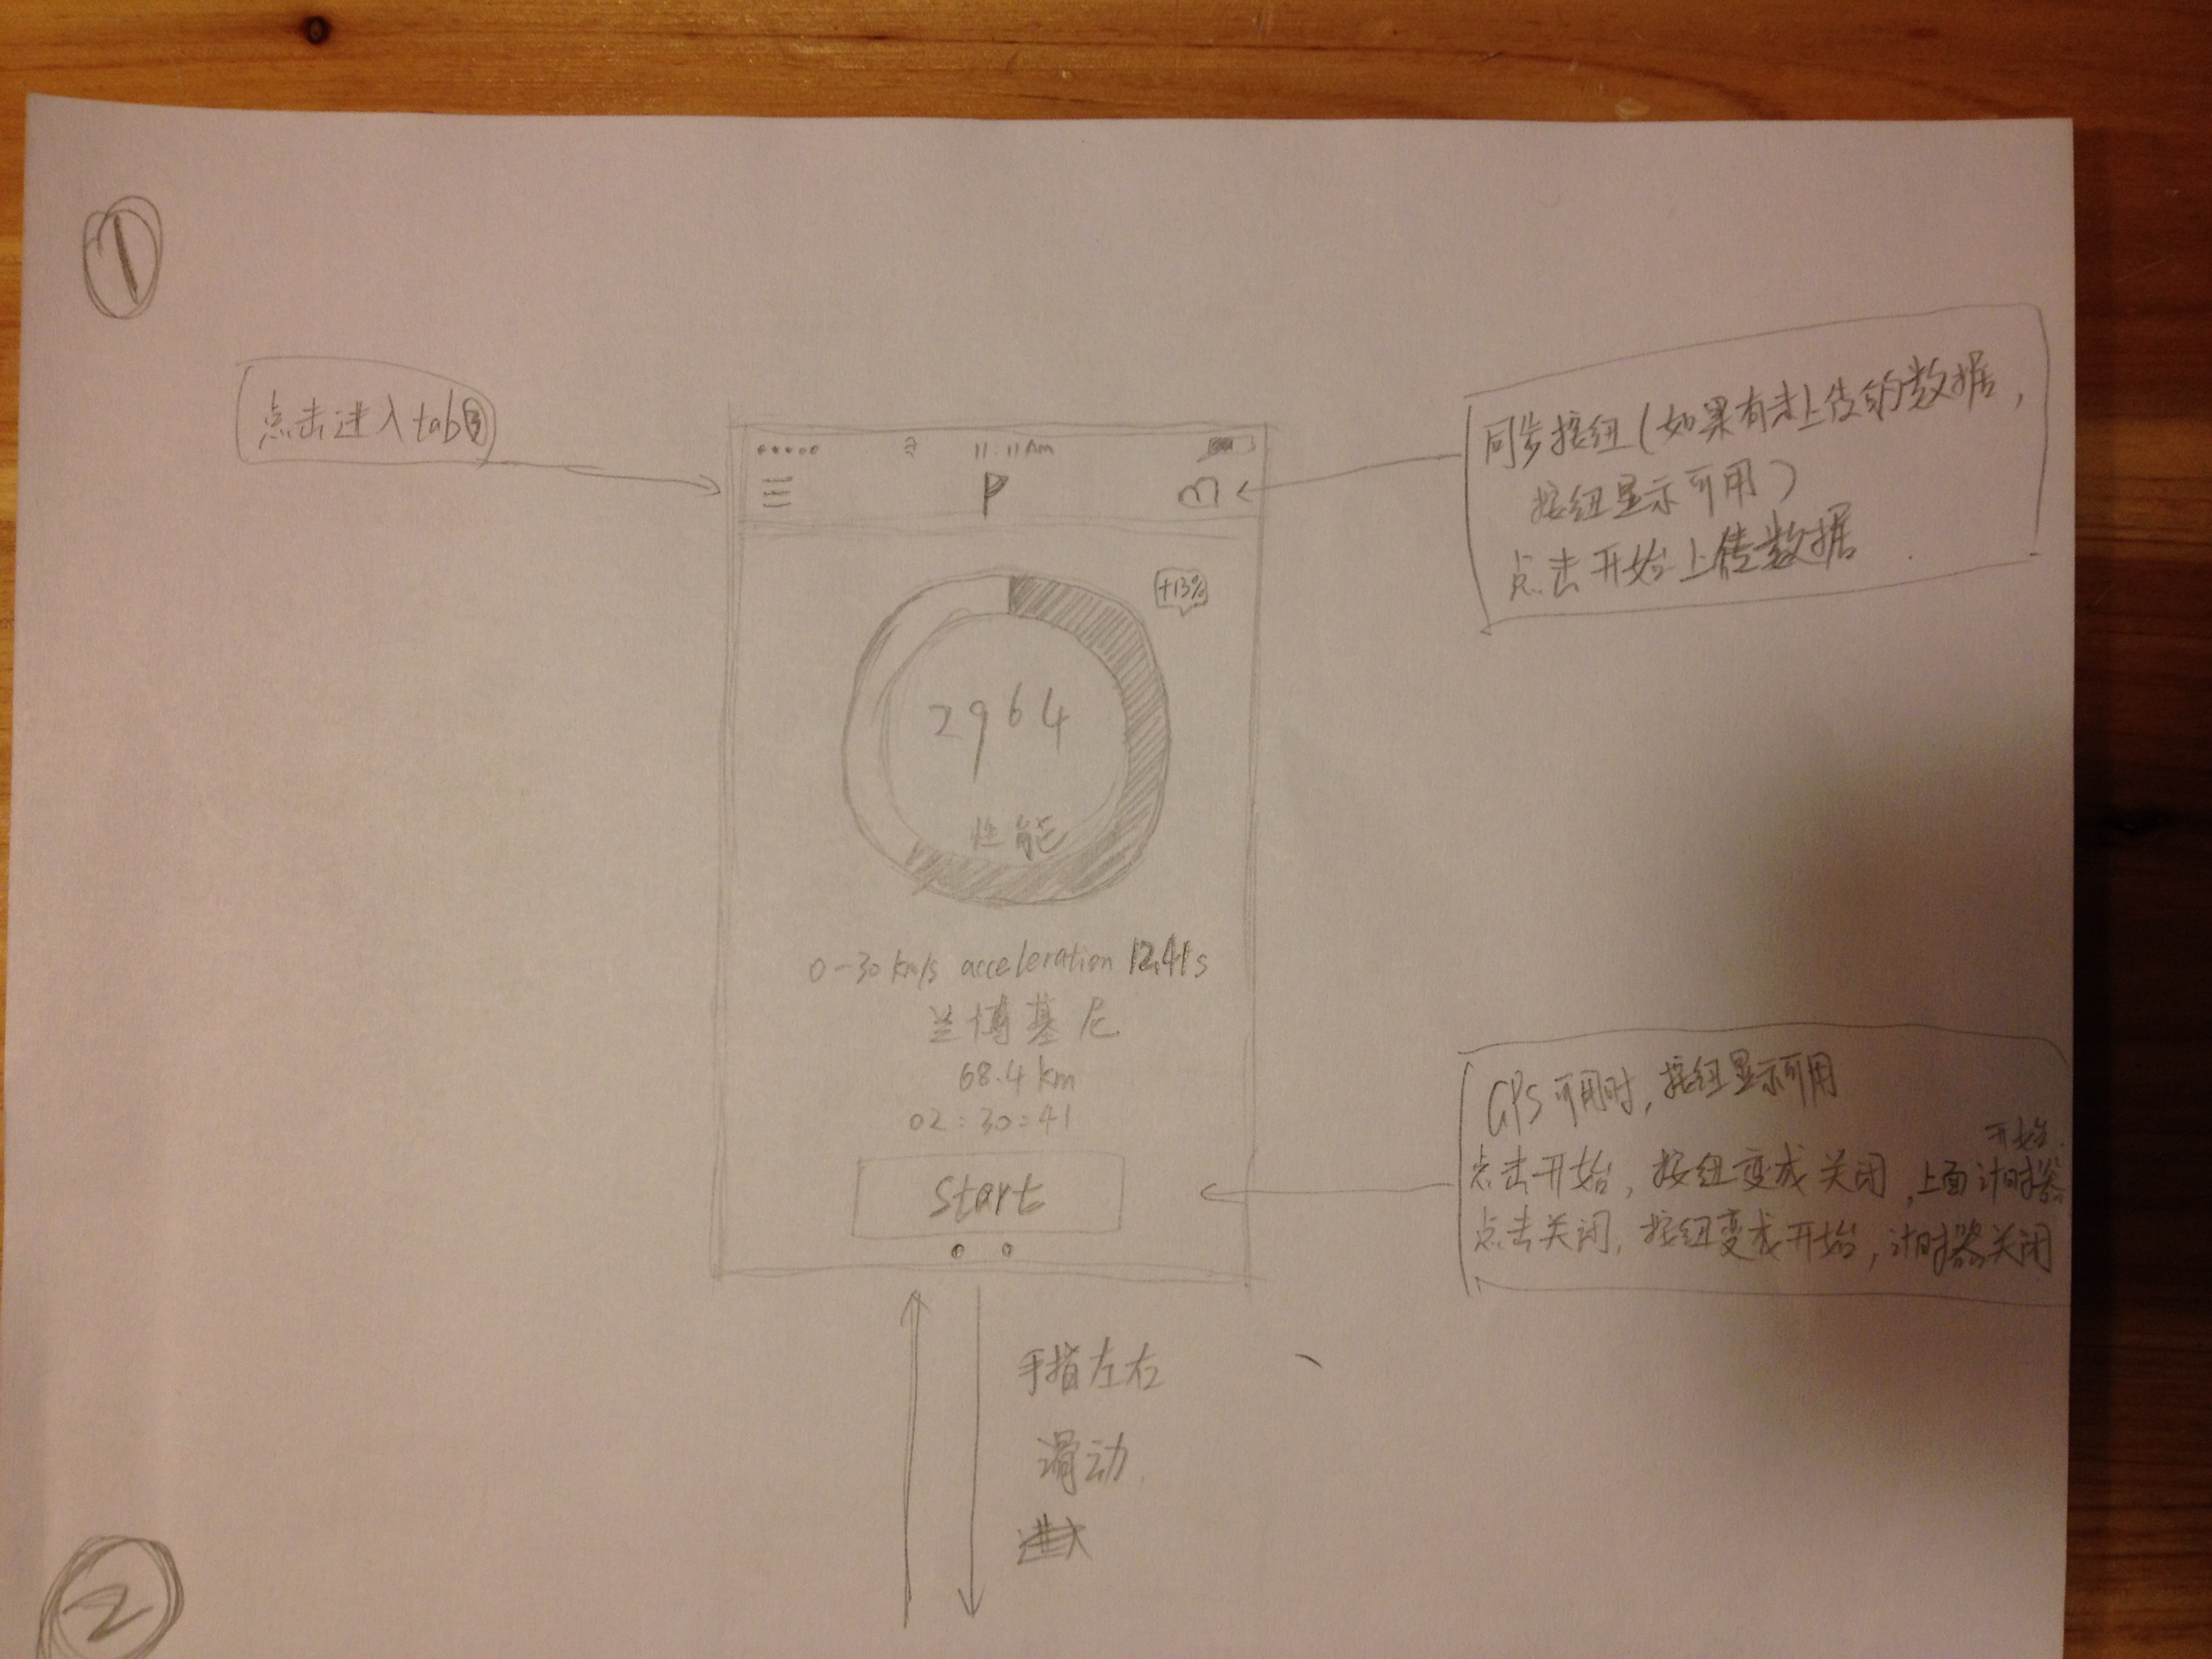 1
点击进入tab③
11:11AM
P
同步按钮(如果有未上传的数据,
按钮显示可用)
点击开始上传数据
+13%
2964
性能
0-30 km/s acceleration 12.41s
兰博基尼
68.4 km
02:30:41
Start
GPS可用时,按钮显示可用
开始
点击开始,按钮变成关闭,上面计时器
点击关闭,按钮变成开始,计时器关闭
手指左右
滑动
2